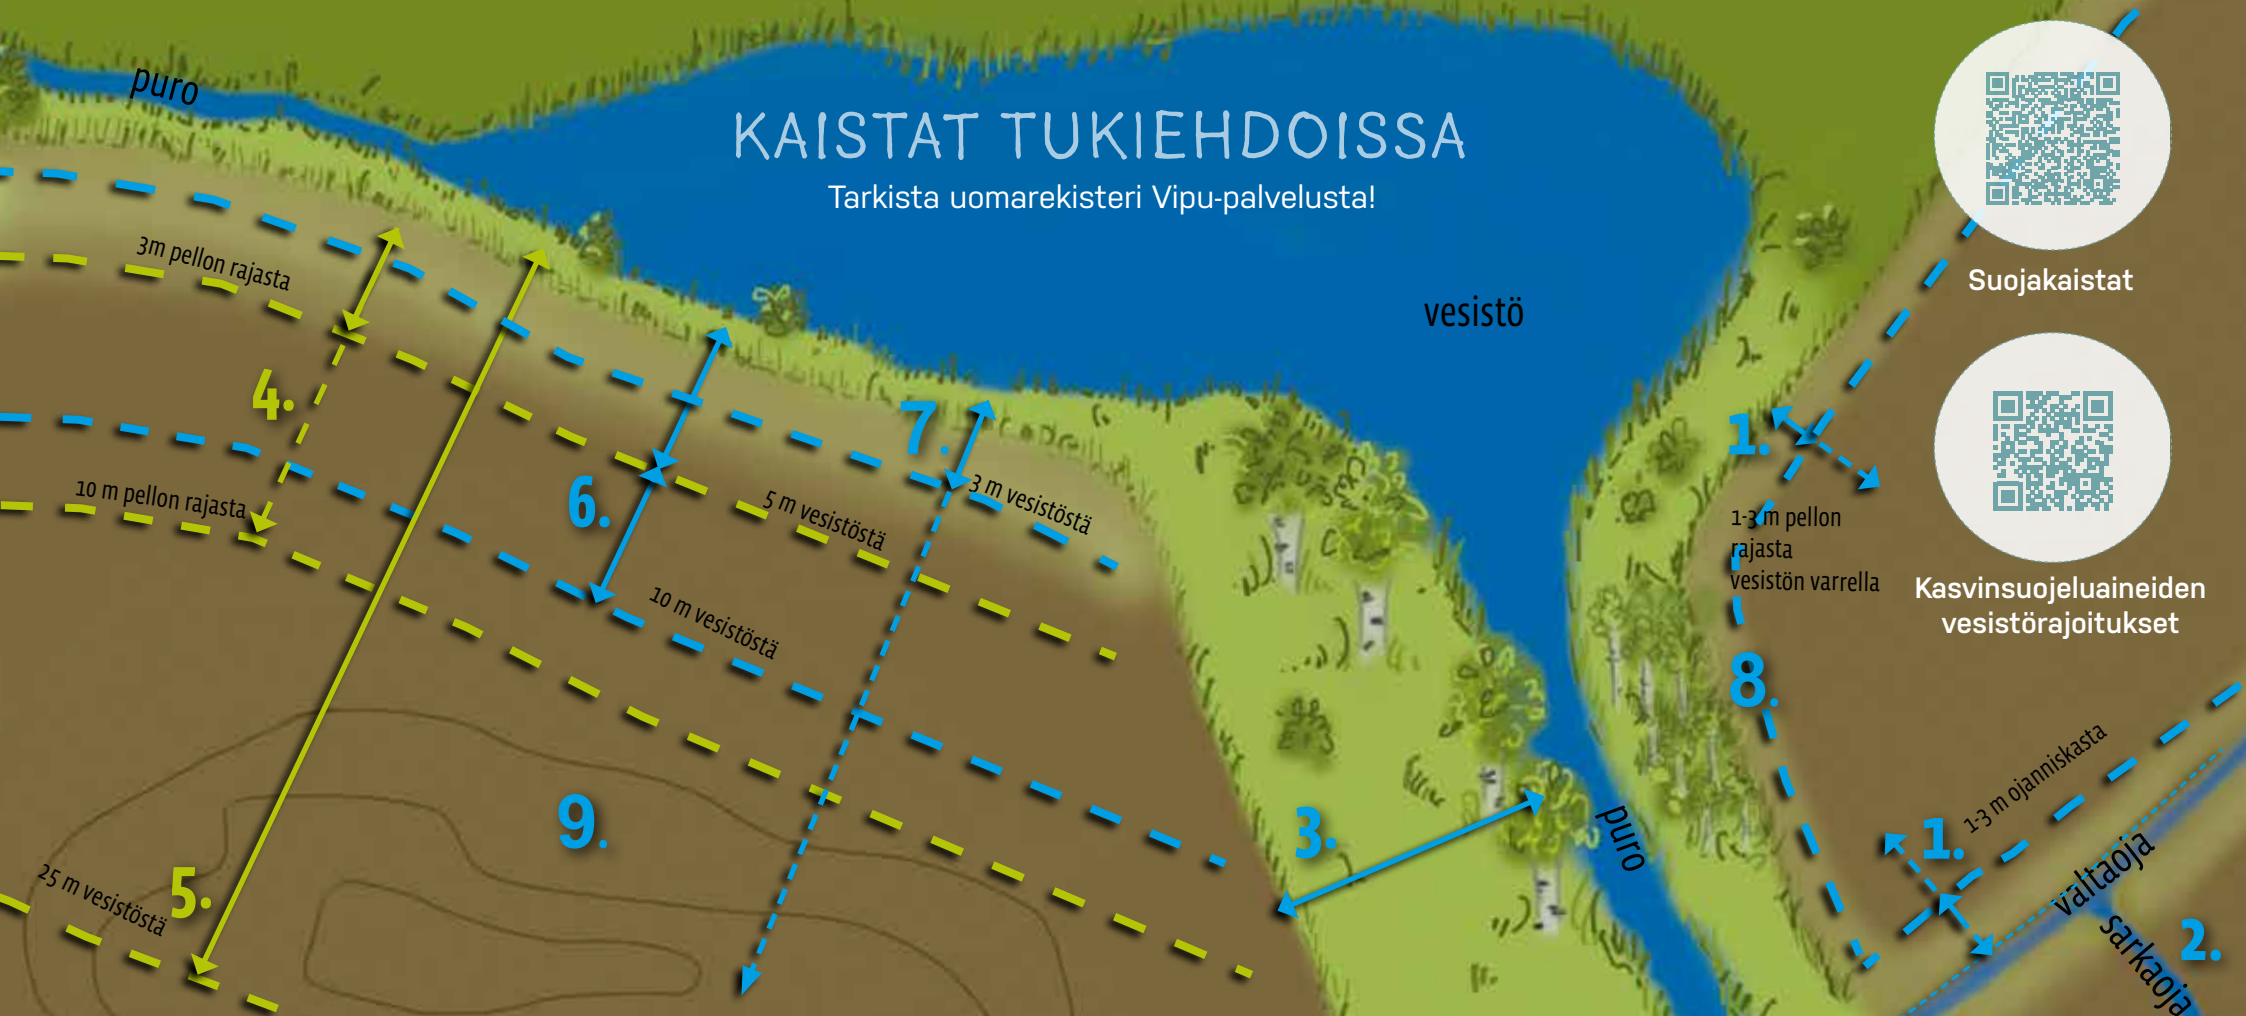 puro
KAISTAT TUKIEHDOISSA
Tarkista uomarekisteri Vipu-palvelusta!
3m pellon rajasta
Suojakaistat
vesistö
4.
7.
1.
10 m pellon rajasta
6.
5 m vesistöstä
3 m vesistöstä
1-3 m pellon
rajasta
vesistön varrella
Kasvinsuojeluaineiden
vesistörajoitukset
10 m vesistöstä
8.
1-3 m ojanniskasta
9.
3.
puro
1.
valtaoja
25 m vesistöstä
5.
sarkaoja
2.